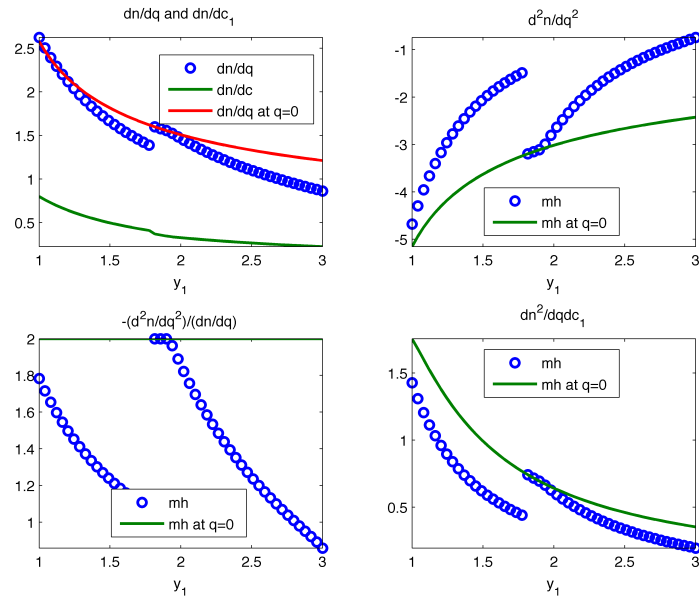 dn/dq and dn/dc₁
2.5
2
1.5
1
0.5
dn/dq
dn/dc
dn/dq at q=0
1
1.5
2
2.5
3
y₁
d²n/dq²
-1
-2
-3
-4
-5
mh
mh at q=0
1
1.5
2
2.5
3
y₁
-(d²n/dq²)/(dn/dq)
2
1.8
1.6
1.4
1.2
1
mh
mh at q=0
1
1.5
2
2.5
3
y₁
dn²/dqdc₁
1.5
1
0.5
mh
mh at q=0
1
1.5
2
2.5
3
y₁